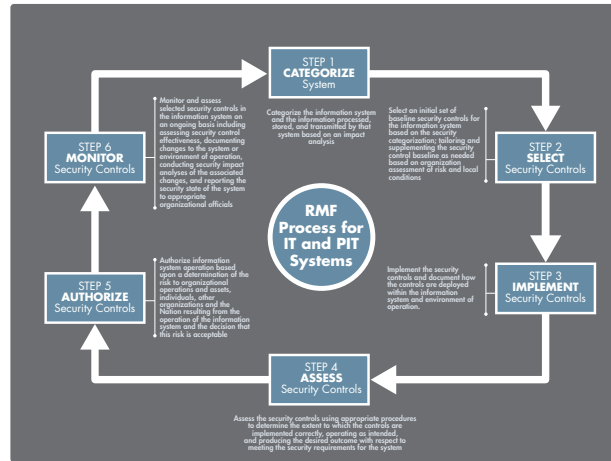 STEP 1
CATEGORIZE
System
Categorize the information system
and the information processed,
stored, and transmitted by that
system based on an impact
analysis
Select an initial set of
baseline security controls for
the information system
based on the security
categorization; tailoring and
supplementing the security
control baseline as needed
based on organization
assessment of risk and local
conditions
STEP 2
SELECT
Security Controls
Implement the security
controls and document how
the controls are deployed
within the information
system and environment of
operation.
STEP 3
IMPLEMENT
Security Controls
STEP 4
ASSESS
Security Controls
Assess the security controls using appropriate procedures
to determine the extent to which the controls are
implemented correctly, operating as intended,
and producing the desired outcome with respect to
meeting the security requirements for the system
STEP 5
AUTHORIZE
Security Controls
Authorize information
system operation based
upon a determination of the
risk to organizational
operations and assets,
individuals, other
organizations and the
Nation resulting from the
operation of the information
system and the decision that
this risk is acceptable
STEP 6
MONITOR
Security Controls
Monitor and assess
selected security controls in
the information system on
an ongoing basis including
assessing security control
effectiveness, documenting
changes to the system or
environment of operation,
conducting security impact
analyses of the associated
changes, and reporting the
security state of the system
to appropriate
organizational officials
RMF
Process for
IT and PIT
Systems